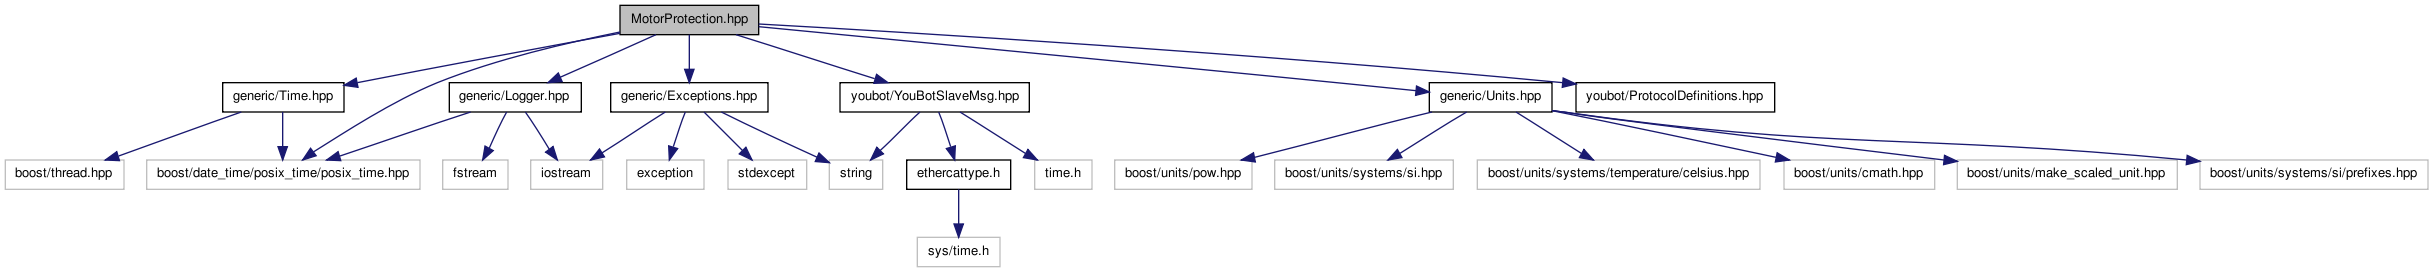 MotorProtection.hpp
generic/Time.hpp
generic/Logger.hpp
generic/Exceptions.hpp
youbot/YouBotSlaveMsg.hpp
generic/Units.hpp
youbot/ProtocolDefinitions.hpp
boost/thread.hpp
boost/date_time/posix_time/posix_time.hpp
fstream
iostream
exception
stdexcept
string
ethercattype.h
time.h
boost/units/pow.hpp
boost/units/systems/si.hpp
boost/units/systems/temperature/celsius.hpp
boost/units/cmath.hpp
boost/units/make_scaled_unit.hpp
boost/units/systems/si/prefixes.hpp
sys/time.h